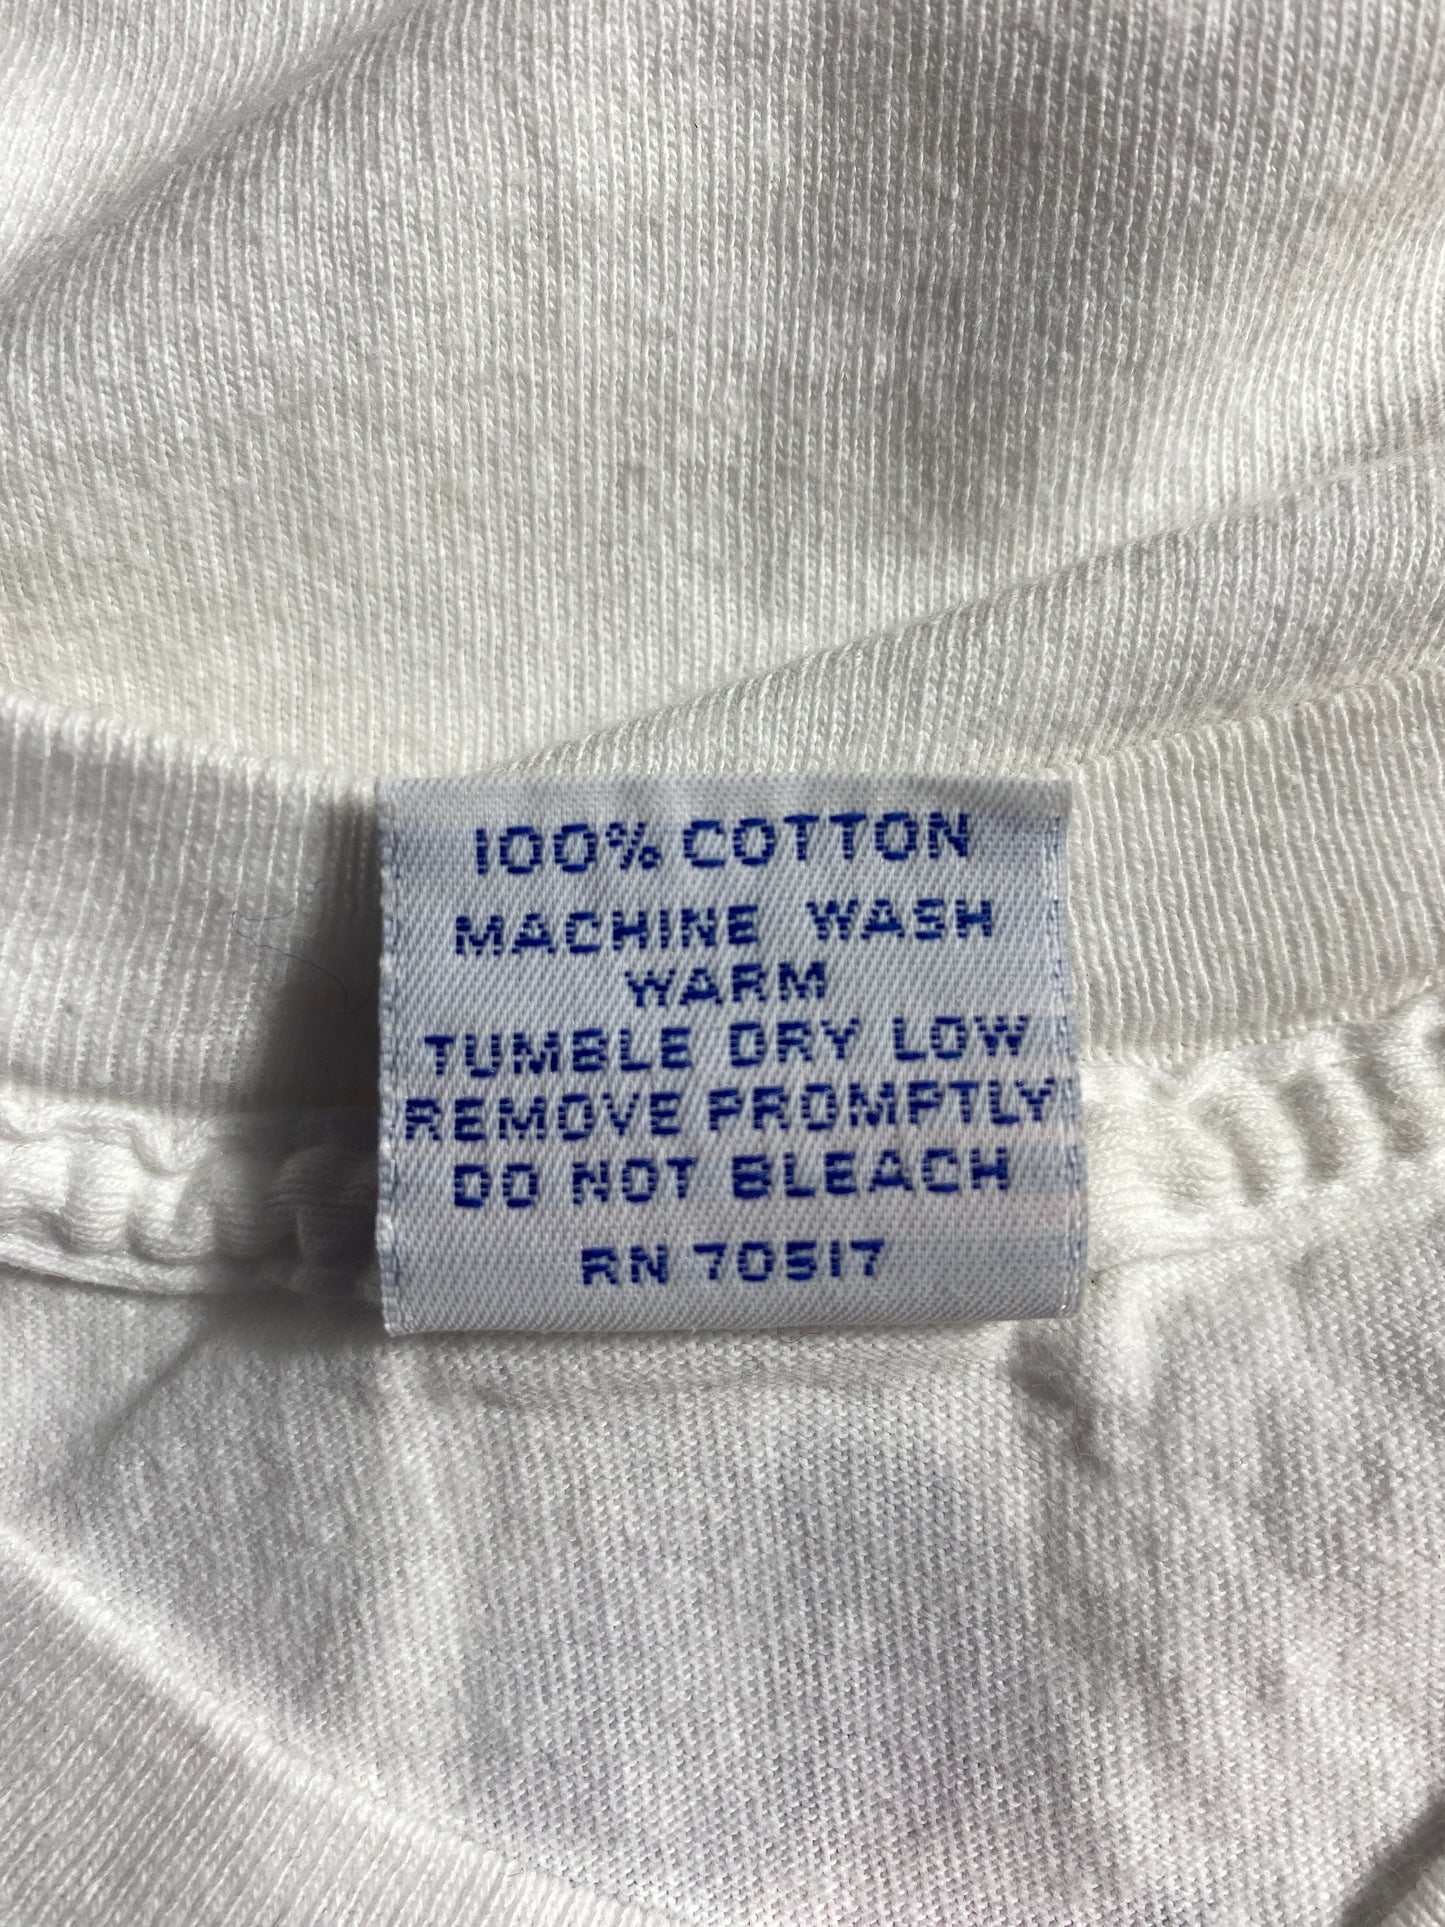 100% COTTON
MACHINE WASH
WARM
TUMBLE DRY LOW
REMOVE PROMPTLY
DO NOT BLEACH
RN 70517